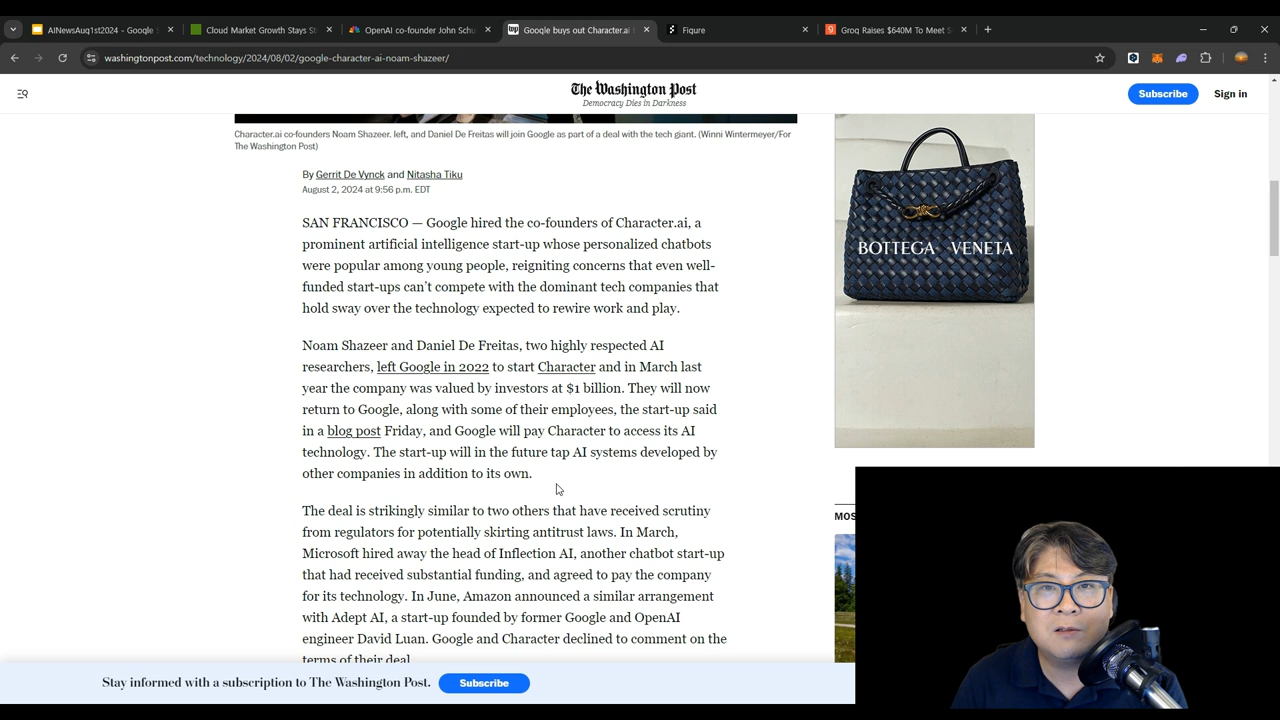 AINewsAug1st2024 - Google S
Cloud Market Growth Stays St
OpenAI co-founder John Schu
Google buys out Character.ai f
Figure
Groq Raises $640M To Meet S
washingtonpost.com/technology/2024/08/02/google-character-ai-noam-shazeer/
The Washington Post
Democracy Dies in Darkness
Subscribe
Sign in
Character.ai co-founders Noam Shazeer, left, and Daniel De Freitas will join Google as part of a deal with the tech giant. (Winni Wintermeyer/For
The Washington Post)
By Gerrit De Vynck and Nitasha Tiku
August 2, 2024 at 9:56 p.m. EDT
SAN FRANCISCO — Google hired the co-founders of Character.ai, a
prominent artificial intelligence start-up whose personalized chatbots
were popular among young people, reigniting concerns that even well-
funded start-ups can’t compete with the dominant tech companies that
hold sway over the technology expected to rewire work and play.
Noam Shazeer and Daniel De Freitas, two highly respected AI
researchers, left Google in 2022 to start Character and in March last
year the company was valued by investors at $1 billion. They will now
return to Google, along with some of their employees, the start-up said
in a blog post Friday, and Google will pay Character to access its AI
technology. The start-up will in the future tap AI systems developed by
other companies in addition to its own.
The deal is strikingly similar to two others that have received scrutiny
from regulators for potentially skirting antitrust laws. In March,
Microsoft hired away the head of Inflection AI, another chatbot start-up
that had received substantial funding, and agreed to pay the company
for its technology. In June, Amazon announced a similar arrangement
with Adept AI, a start-up founded by former Google and OpenAI
engineer David Luan. Google and Character declined to comment on the
terms of their deal
BOTTEGA VENETA
MOS
Stay informed with a subscription to The Washington Post.
Subscribe